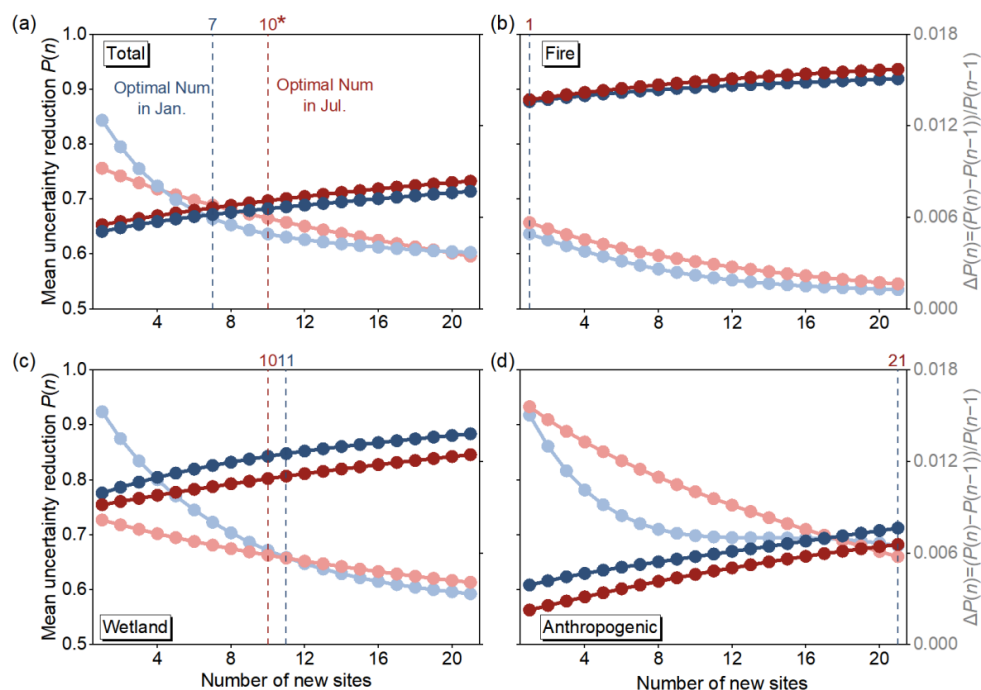 (a)
7
10*
Total
Optimal Num
in Jan.
Optimal Num
in Jul.
Mean uncertainty reduction P(n)
1.0
0.9
0.8
0.7
0.6
0.5
4
8
12
16
20
(b)
1
Fire
0.018
0.012
0.006
0.000
ΔP(n)=(P(n)−P(n−1))/P(n−1)
4
8
12
16
20
(c)
1011
Wetland
Mean uncertainty reduction P(n)
1.0
0.9
0.8
0.7
0.6
0.5
4
8
12
16
20
Number of new sites
(d)
21
Anthropogenic
0.018
0.012
0.006
0.000
ΔP(n)=(P(n)−P(n−1))/P(n−1)
4
8
12
16
20
Number of new sites